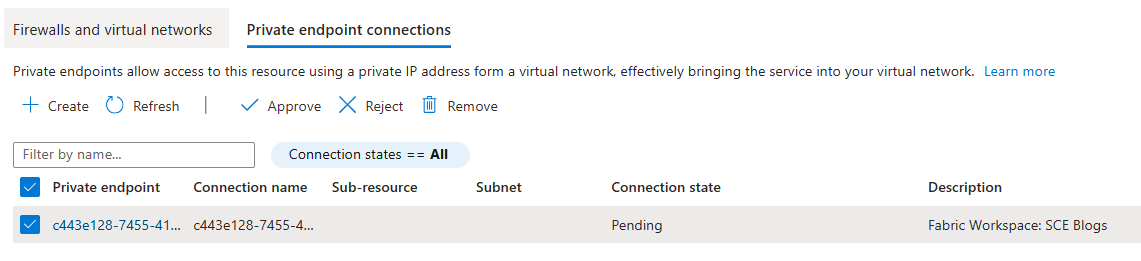 Firewalls and virtual networks Private endpoint connections
Private endpoints allow access to this resource using a private IP address form a virtual network, effectively bringing the service into your virtual network. Learn more
Create Refresh Approve Reject Remove
Filter by name... Connection states == All
Private endpoint Connection name Sub-resource Subnet Connection state Description
c443e128-7455-41... c443e128-7455-4... Pending Fabric Workspace: SCE Blogs